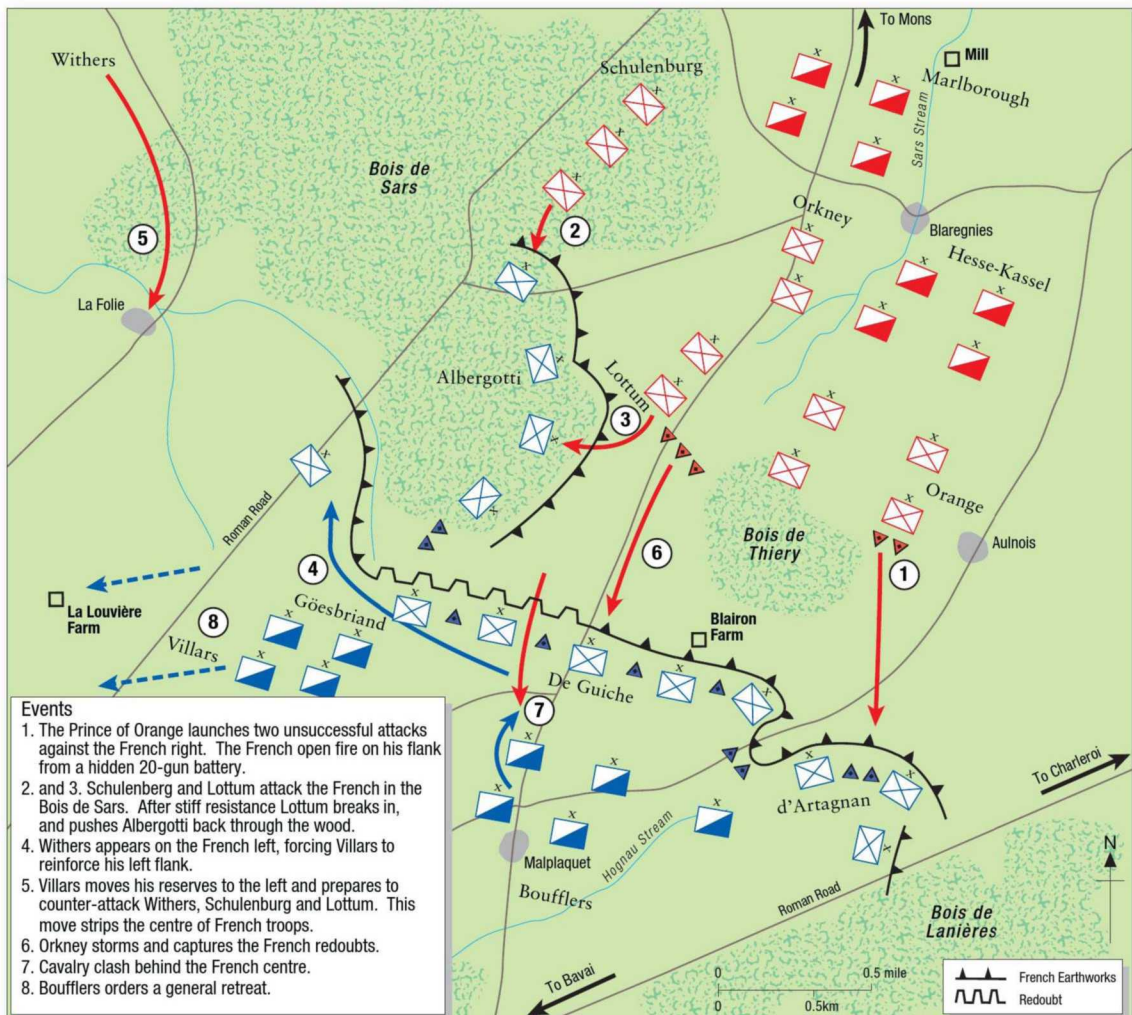 To Mons
Withers
Mill
Schulenburg
Marlborough
Sars Stream
Bois de
Sars
Orkney
5
2
Blaregnies
Hesse-Kassel
La Folie
Albergotti
Lottum
3
Roman Road
Orange
Bois de
Thiery
Aulnois
6
1
4
La Louvière
Farm
Göesbriand
Blairon
Farm
8
Villars
De Guiche
7
To Charleroi
d'Artagnan
Malplaquet
Hognau Stream
Boufflers
Roman Road
Bois de
Lanières
N
To Bavai
0 0.5 mile
0 0.5km
French Earthworks
Redoubt
Events
1. The Prince of Orange launches two unsuccessful attacks
against the French right. The French open fire on his flank
from a hidden 20-gun battery.
2. and 3. Schulenberg and Lottum attack the French in the
Bois de Sars. After stiff resistance Lottum breaks in,
and pushes Albergotti back through the wood.
4. Withers appears on the French left, forcing Villars to
reinforce his left flank.
5. Villars moves his reserves to the left and prepares to
counter-attack Withers, Schulenburg and Lottum. This
move strips the centre of French troops.
6. Orkney storms and captures the French redoubts.
7. Cavalry clash behind the French centre.
8. Boufflers orders a general retreat.